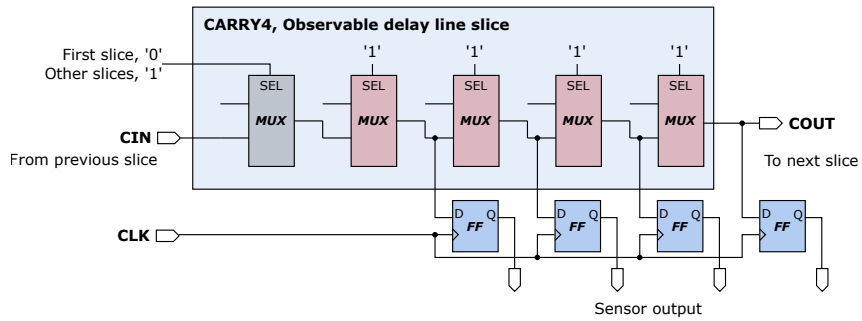 CARRY4, Observable delay line slice
First slice, '0'
Other slices, '1'
'1' '1' '1' '1'
SEL SEL SEL SEL SEL
MUX MUX MUX MUX MUX
CIN
COUT
From previous slice
To next slice
D Q D Q D Q D Q
FF FF FF FF
CLK
Sensor output